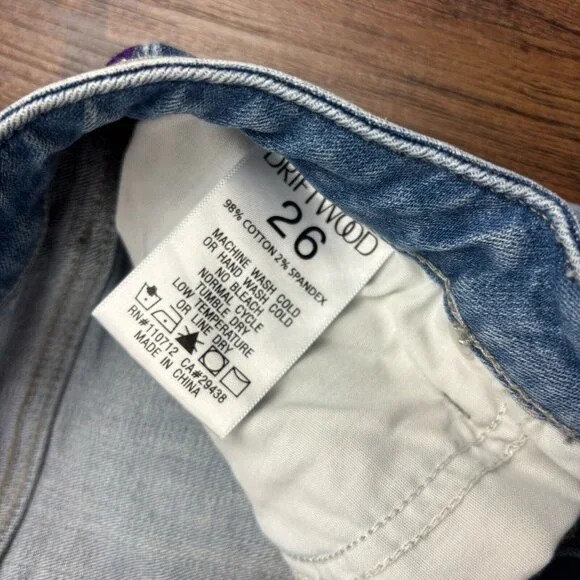 DRIFTWOOD
26
98% COTTON 2% SPANDEX
MACHINE WASH COLD
OR HAND WASH COLD
NO BLEACH
NORMAL CYCLE
TUMBLE DRY
LOW TEMPERATURE
OR LINE DRY
RN#110712 CA#29438
MADE IN CHINA